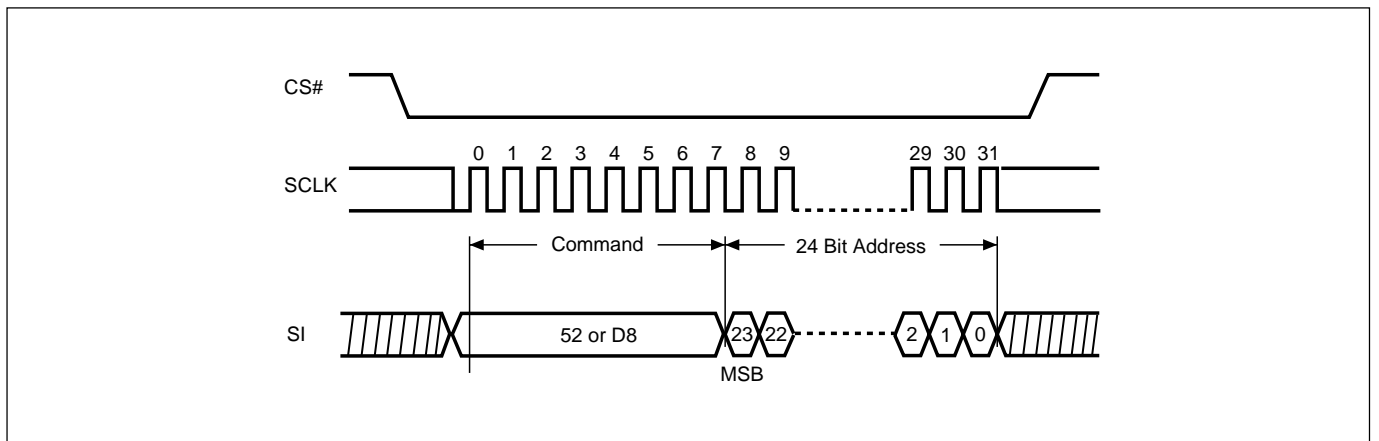 CS#
0 1 2 3 4 5 6 7 8 9 29 30 31
SCLK
Command 24 Bit Address
SI 52 or D8 23 22 2 1 0
MSB